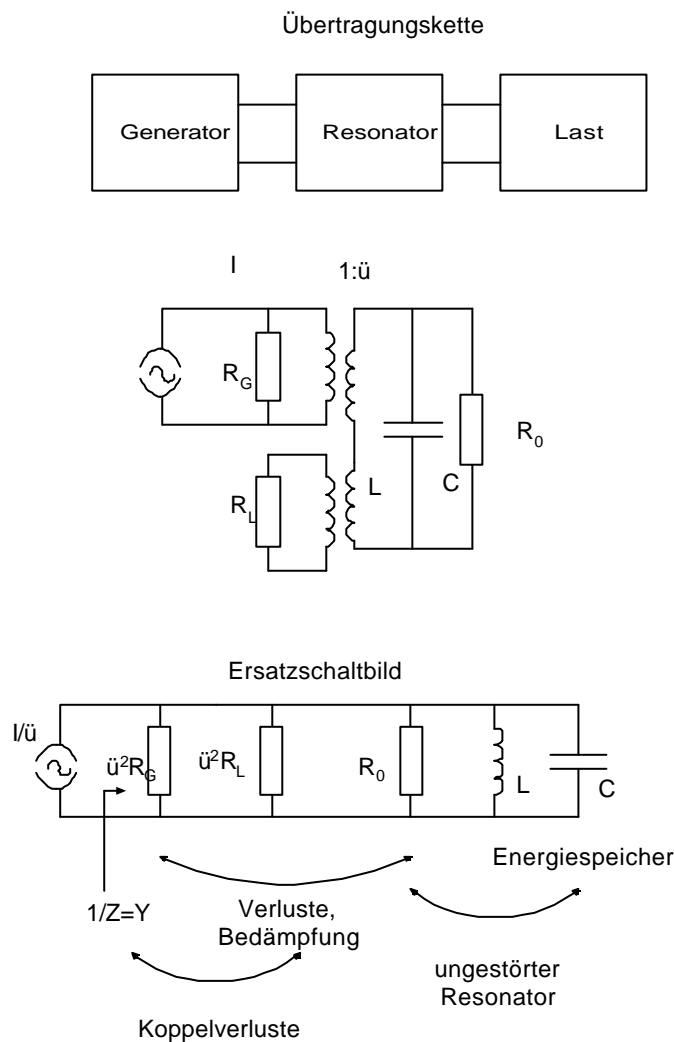 Übertragungskette
Generator Resonator Last
I 1:ü
R_G
R_0
R_L L C
Ersatzschaltbild
I/ü
ü²R_G ü²R_L R_0 L C
Energiespeicher
1/Z=Y
Verluste,
Bedämpfung
ungestörter
Resonator
Koppelverluste